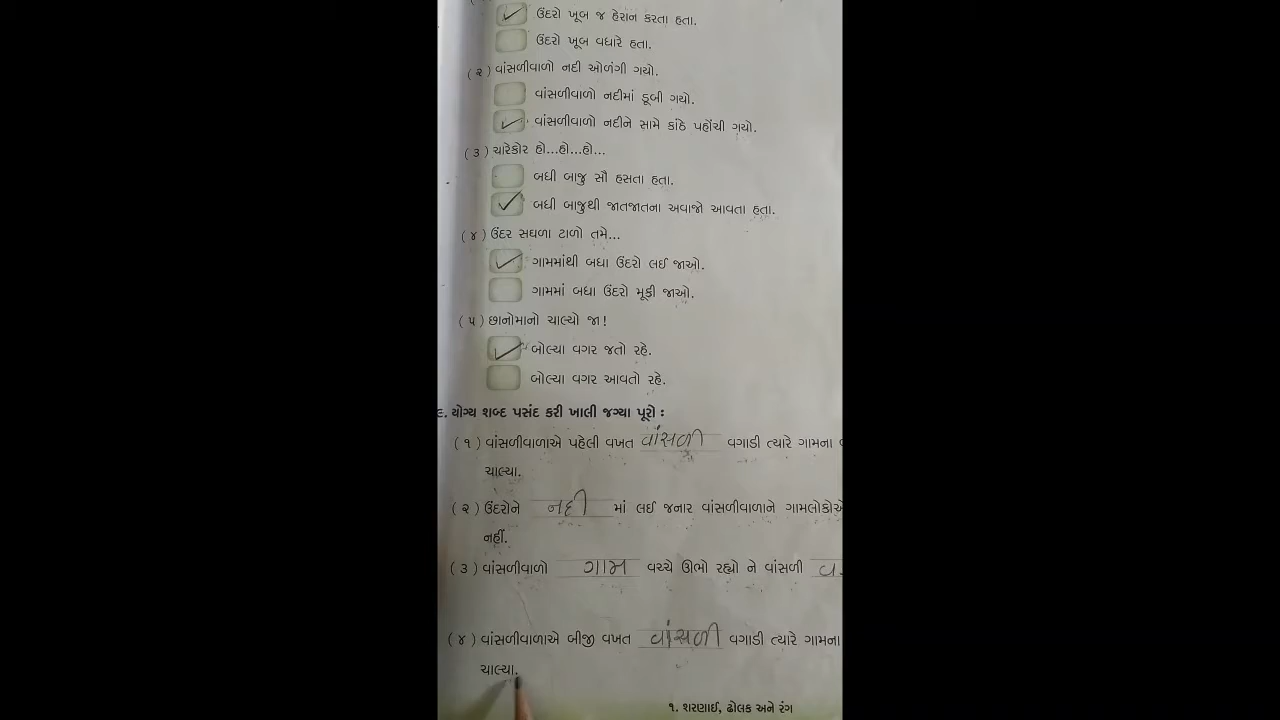 ઉંદરો ખૂબ જ હેરાન કરતા હતા.
ઉંદરો ખૂબ વધારે હતા.
(૨) વાંસળીવાળો નદી ઓળંગી ગયો.
વાંસળીવાળો નદીમાં ડૂબી ગયો.
વાંસળીવાળો નદીને સામે કાંઠે પહોંચી ગયો.
(૩) ચારેકોર હો...હો...હો...
બધી બાજુ સૌ હસતા હતા.
બધી બાજુથી જાતજાતના અવાજો આવતા હતા.
(૪) ઉંદર સઘળા ટાળો તમે...
ગામમાંથી બધા ઉંદરો લઈ જાઓ.
ગામમાં બધા ઉંદરો મૂકી જાઓ.
(૫) છાનોમાનો ચાલ્યો જા!
બોલ્યા વગર જતો રહે.
બોલ્યા વગર આવતો રહે.
૯. યોગ્ય શબ્દ પસંદ કરી ખાલી જગ્યા પૂરો :
(૧) વાંસળીવાળાએ પહેલી વખત વાંસળી વગાડી ત્યારે ગામના
ચાલ્યા.
(૨) ઉંદરોને નદી માં લઈ જનાર વાંસળીવાળાને ગામલોકોએ
નહીં.
(૩) વાંસળીવાળો ગામ વચ્ચે ઊભો રહ્યો ને વાંસળી
(૪) વાંસળીવાળાએ બીજી વખત વાંસળી વગાડી ત્યારે ગામના
ચાલ્યા.
૧. શરણાઈ, ઢોલક અને રંગ